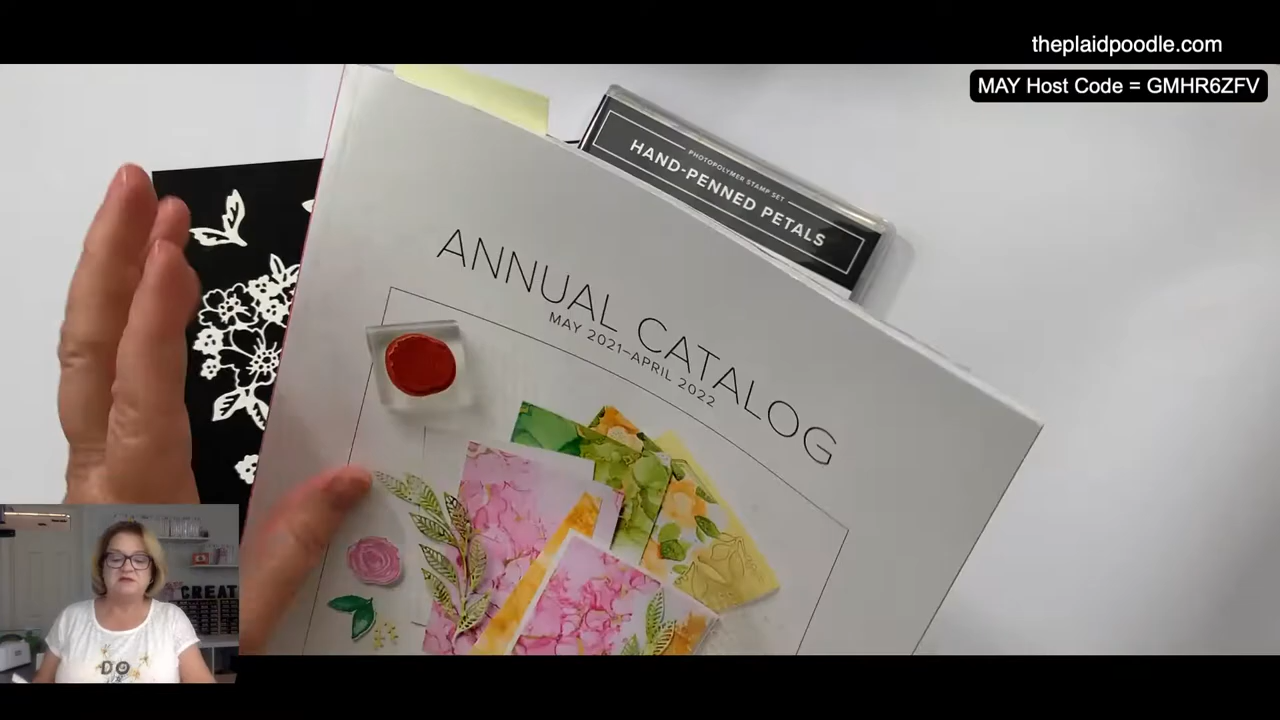 theplaidpoodle.com
MAY Host Code = GMHR6ZFV
PHOTOPOLYMER STAMP SET
HAND-PENNED PETALS
ANNUAL CATALOG
MAY 2021–APRIL 2022
CREAT
DO